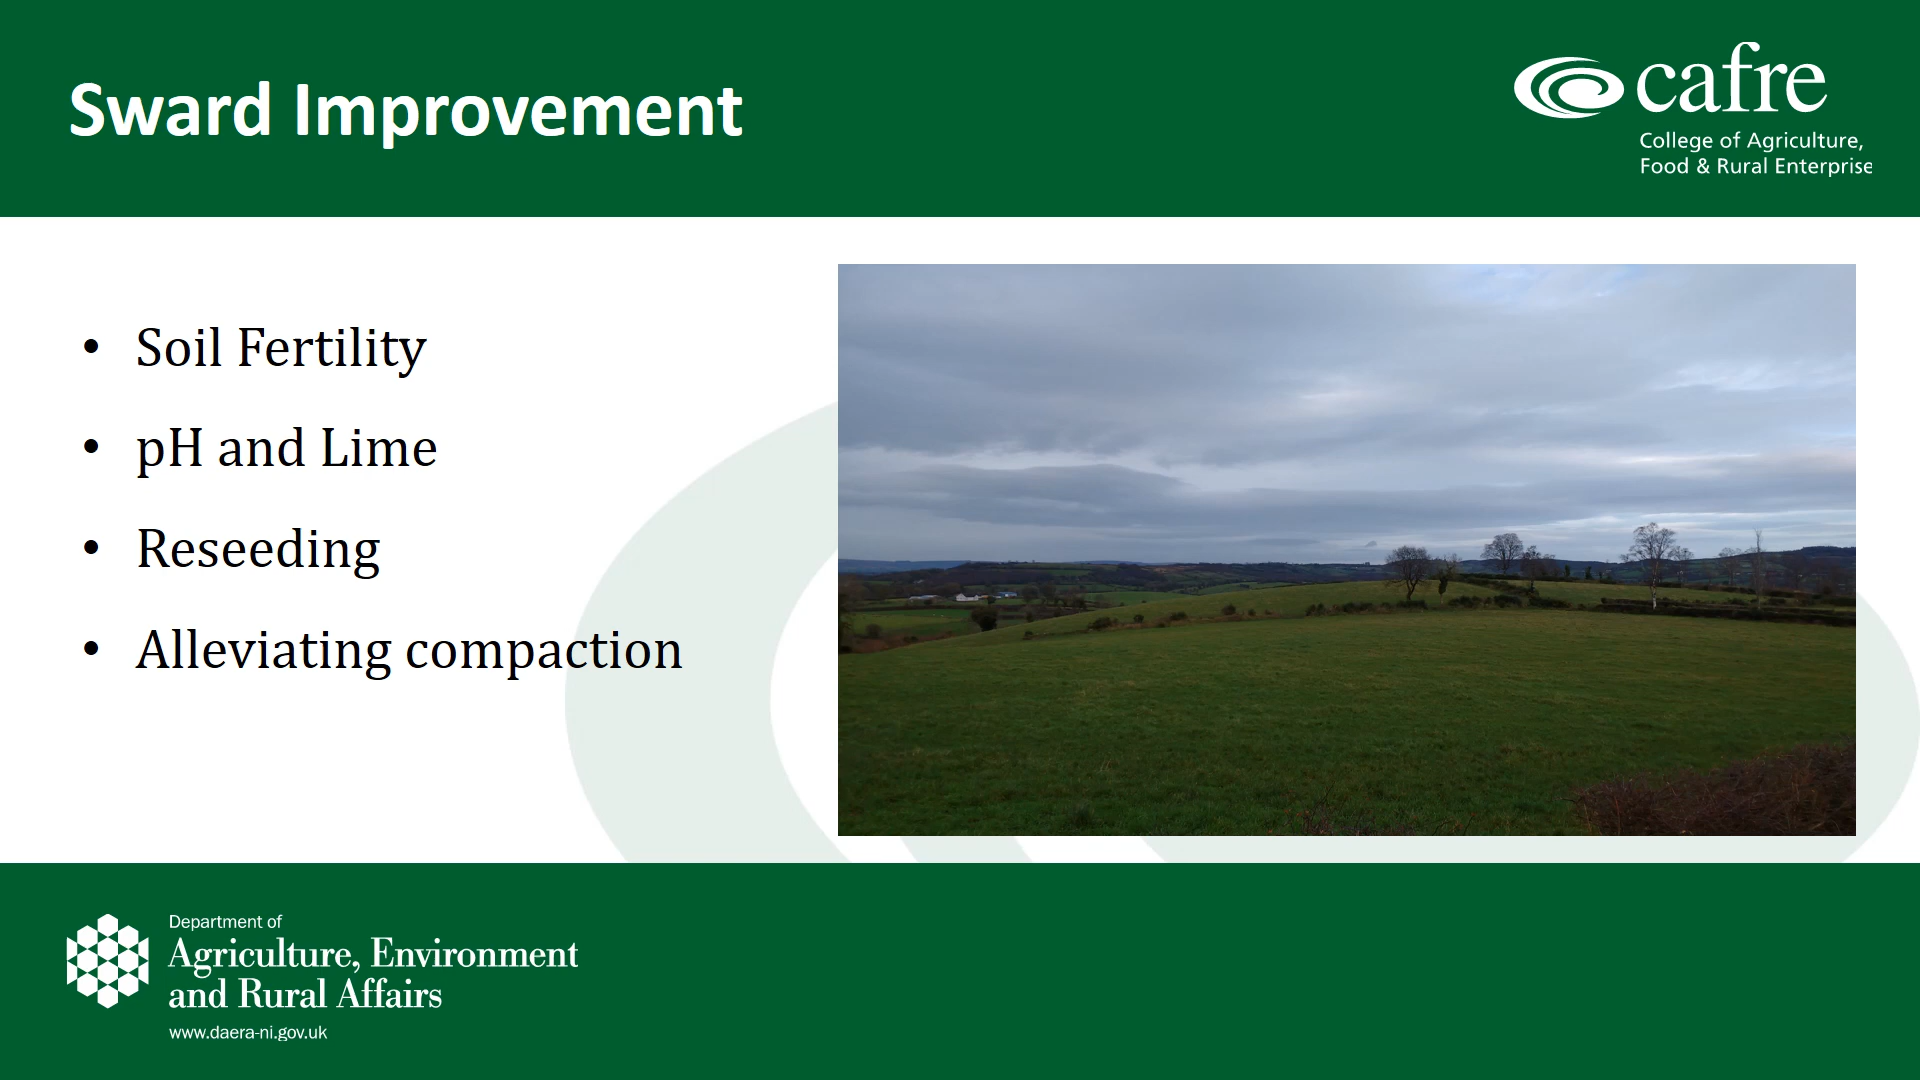 Sward Improvement
cafre
College of Agriculture,
Food & Rural Enterprise
• Soil Fertility
• pH and Lime
• Reseeding
• Alleviating compaction
Department of
Agriculture, Environment
and Rural Affairs
www.daera-ni.gov.uk